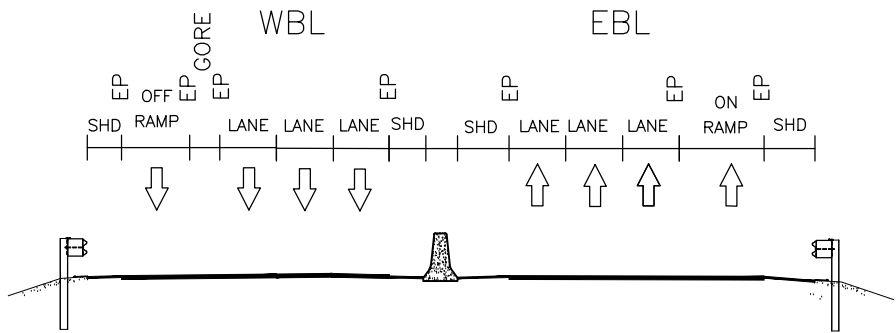 WBL
EBL
GORE
EP
EP
EP
EP
EP
EP
EP
SHD
OFF
RAMP
LANE
LANE
LANE
SHD
SHD
LANE
LANE
LANE
ON
RAMP
SHD